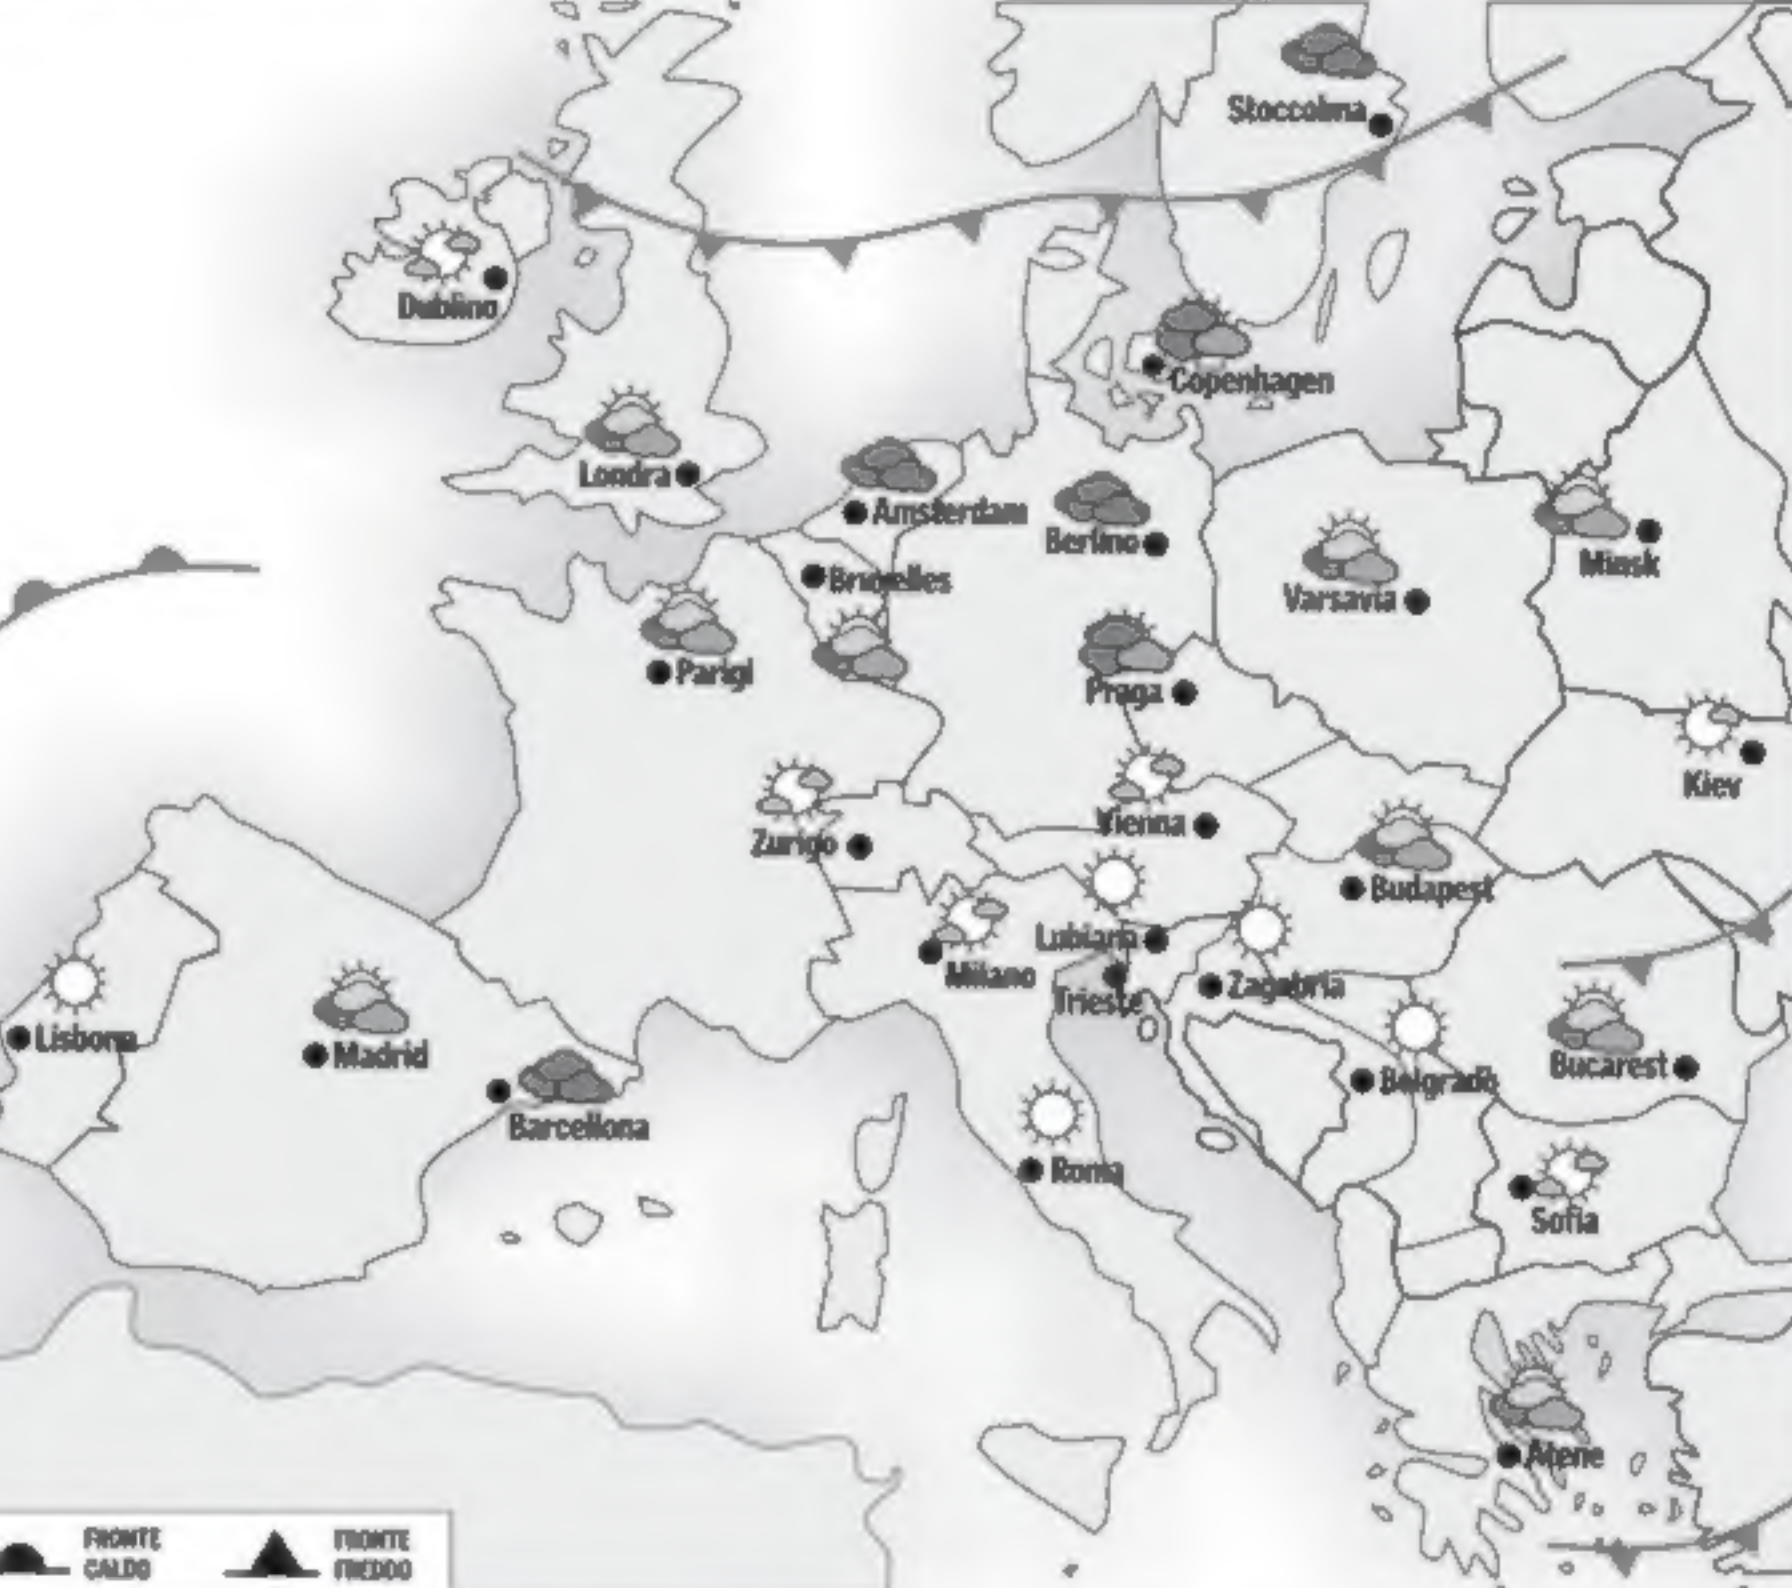 Stoccolma
Dublino
Copenhagen
Londra
Amsterdam
Berlino
Bruxelles
Varsavia
Minsk
Parigi
Praga
Kiev
Vienna
Zurigo
Budapest
Lubiana
Milano
Zagabria
Trieste
Lisbona
Madrid
Belgrado
Bucarest
Barcellona
Roma
Sofia
Atene
FRONTE
CALDO
FRONTE
FREDDO